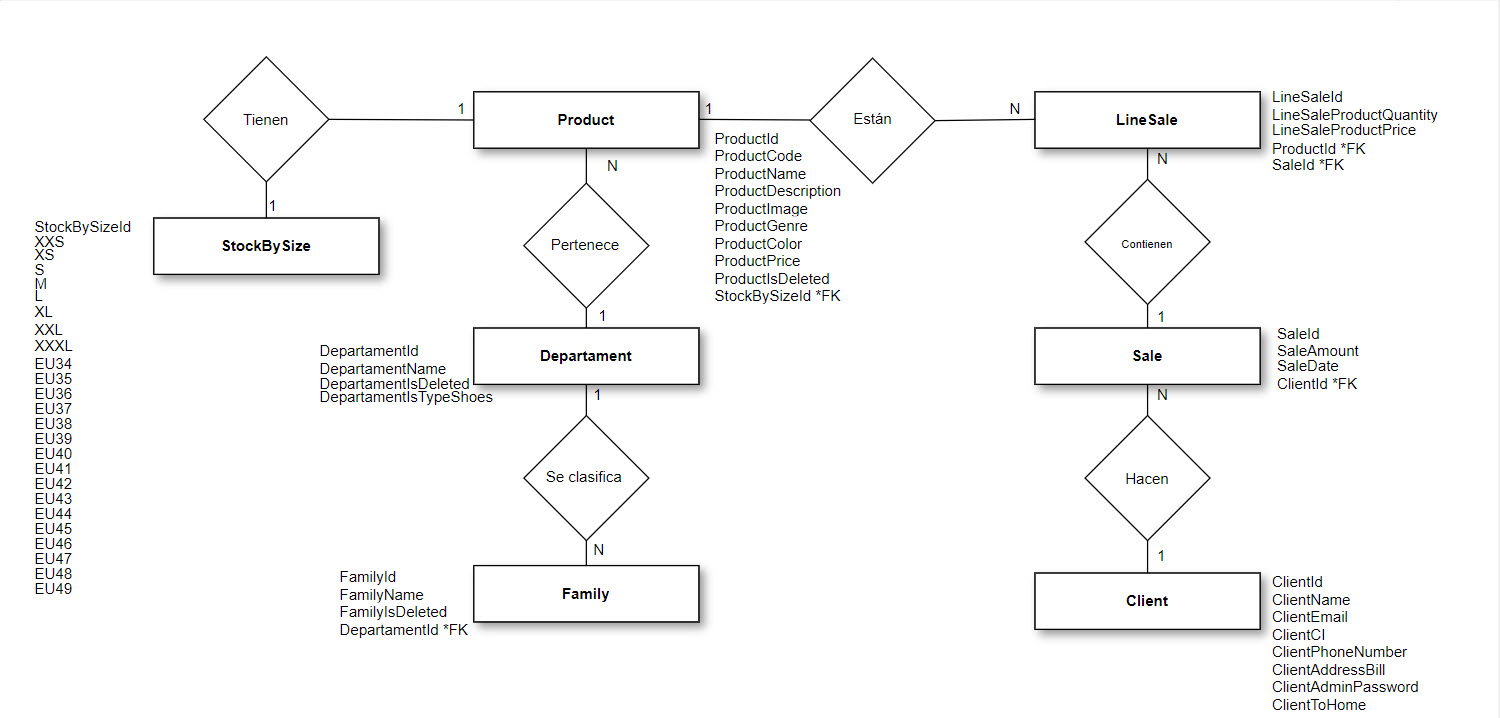 Tienen
1
Product
1
Están
N
LineSale
LineSaleId
LineSaleProductQuantity
LineSaleProductPrice
ProductId *FK
SaleId *FK
ProductId
ProductCode
ProductName
ProductDescription
ProductImage
ProductGenre
ProductColor
ProductPrice
ProductIsDeleted
StockBySizeId *FK
1
StockBySize
StockBySizeId
XXS
XS
S
M
L
XL
XXL
XXXL
EU34
EU35
EU36
EU37
EU38
EU39
EU40
EU41
EU42
EU43
EU44
EU45
EU46
EU47
EU48
EU49
N
Pertenece
1
Departament
DepartamentId
DepartamentName
DepartamentIsDeleted
DepartamentIsTypeShoes
1
Se clasifica
N
Family
FamilyId
FamilyName
FamilyIsDeleted
DepartamentId *FK
N
Contienen
1
Sale
SaleId
SaleAmount
SaleDate
ClientId *FK
N
Hacen
1
Client
ClientId
ClientName
ClientEmail
ClientCI
ClientPhoneNumber
ClientAddressBill
ClientAdminPassword
ClientToHome